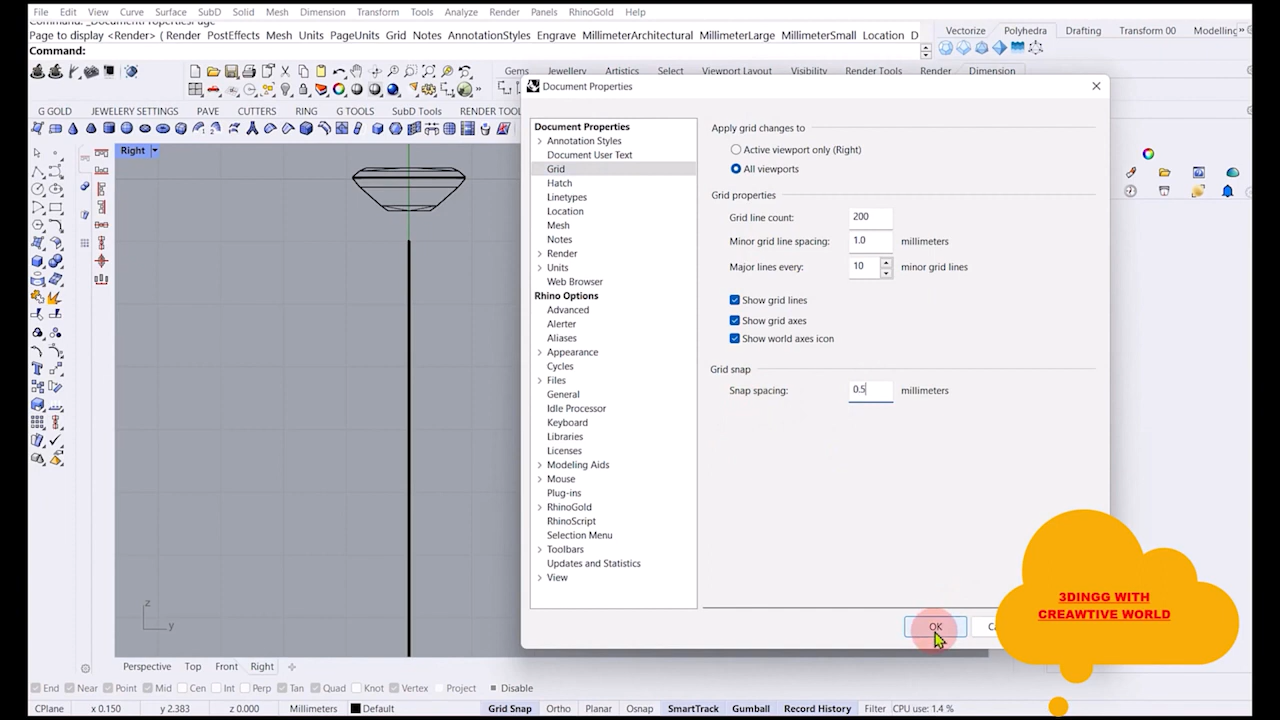 File Edit View Curve Surface SubD Solid Mesh Dimension Transform Tools Analyze Render Panels RhinoGold Help
Page to display <Render> ( Render PostEffects Mesh Units PageUnits Grid Notes AnnotationStyles Engrave MillimeterArchitectural MillimeterLarge MillimeterSmall Location D
Command:
Vectorize Polyhedra Drafting Transform 00 Modelling
Gems Jewellery Artistics Select Viewport Layout Visibility Render Tools Render Dimension
G GOLD JEWELERY SETTINGS PAVE CUTTERS RING G TOOLS SubD Tools RENDER TOO
Right
Document Properties
Document Properties
Annotation Styles
Document User Text
Grid
Hatch
Linetypes
Location
Mesh
Notes
Render
Units
Web Browser
Rhino Options
Advanced
Alerter
Aliases
Appearance
Cycles
Files
General
Idle Processor
Keyboard
Libraries
Licenses
Modeling Aids
Mouse
Plug-ins
RhinoGold
RhinoScript
Selection Menu
Toolbars
Updates and Statistics
View
Apply grid changes to
Active viewport only (Right)
All viewports
Grid properties
Grid line count: 200
Minor grid line spacing: 1.0 millimeters
Major lines every: 10 minor grid lines
Show grid lines
Show grid axes
Show world axes icon
Grid snap
Snap spacing: 0.5 millimeters
OK
3DINGG WITH
CREAWTIVE WORLD
z
y
Perspective Top Front Right
End Near Point Mid Cen Int Perp Tan Quad Knot Vertex Project Disable
CPlane x 0.150 y 2.383 z 0.000 Millimeters Default Grid Snap Ortho Planar Osnap SmartTrack Gumball Record History Filter CPU use: 1.4 %